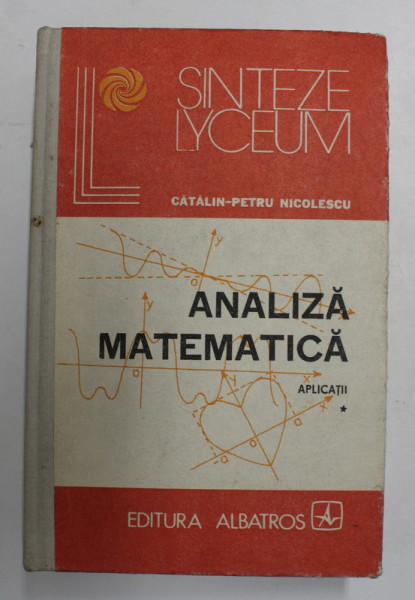 SINTEZE
LYCEUM
CĂTĂLIN-PETRU NICOLESCU
y
o
x
ANALIZĂ
y
MATEMATICĂ
o
x
y
APLICAȚII
*
a
-a
o
a
-a
x
EDITURA ALBATROS